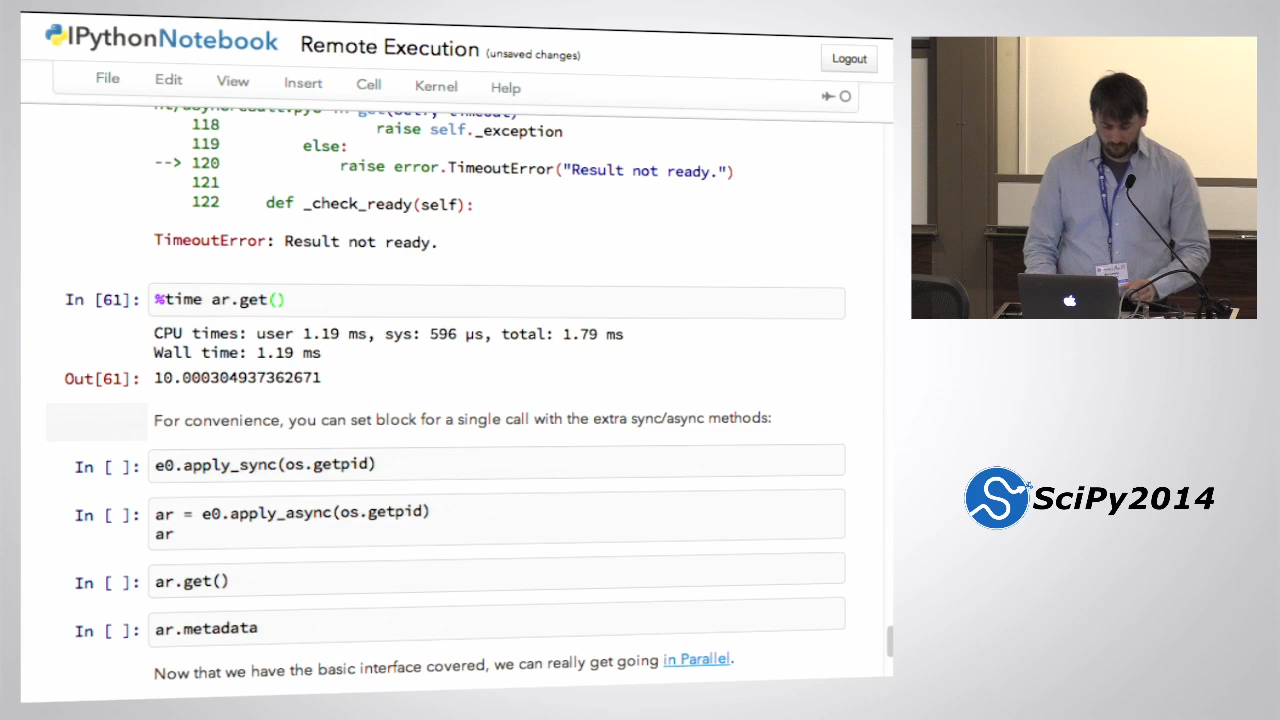 IPythonNotebook Remote Execution (unsaved changes) Logout
File Edit View Insert Cell Kernel Help
118 raise self._exception
119 else:
--> 120 raise error.TimeoutError("Result not ready.")
121
122 def _check_ready(self):
TimeoutError: Result not ready.
In [61]: %time ar.get()
CPU times: user 1.19 ms, sys: 596 µs, total: 1.79 ms
Wall time: 1.19 ms
Out[61]: 10.000304937362671
For convenience, you can set block for a single call with the extra sync/async methods:
In [ ]: e0.apply_sync(os.getpid)
In [ ]: ar = e0.apply_async(os.getpid)
ar
In [ ]: ar.get()
In [ ]: ar.metadata
Now that we have the basic interface covered, we can really get going in Parallel.
SciPy2014